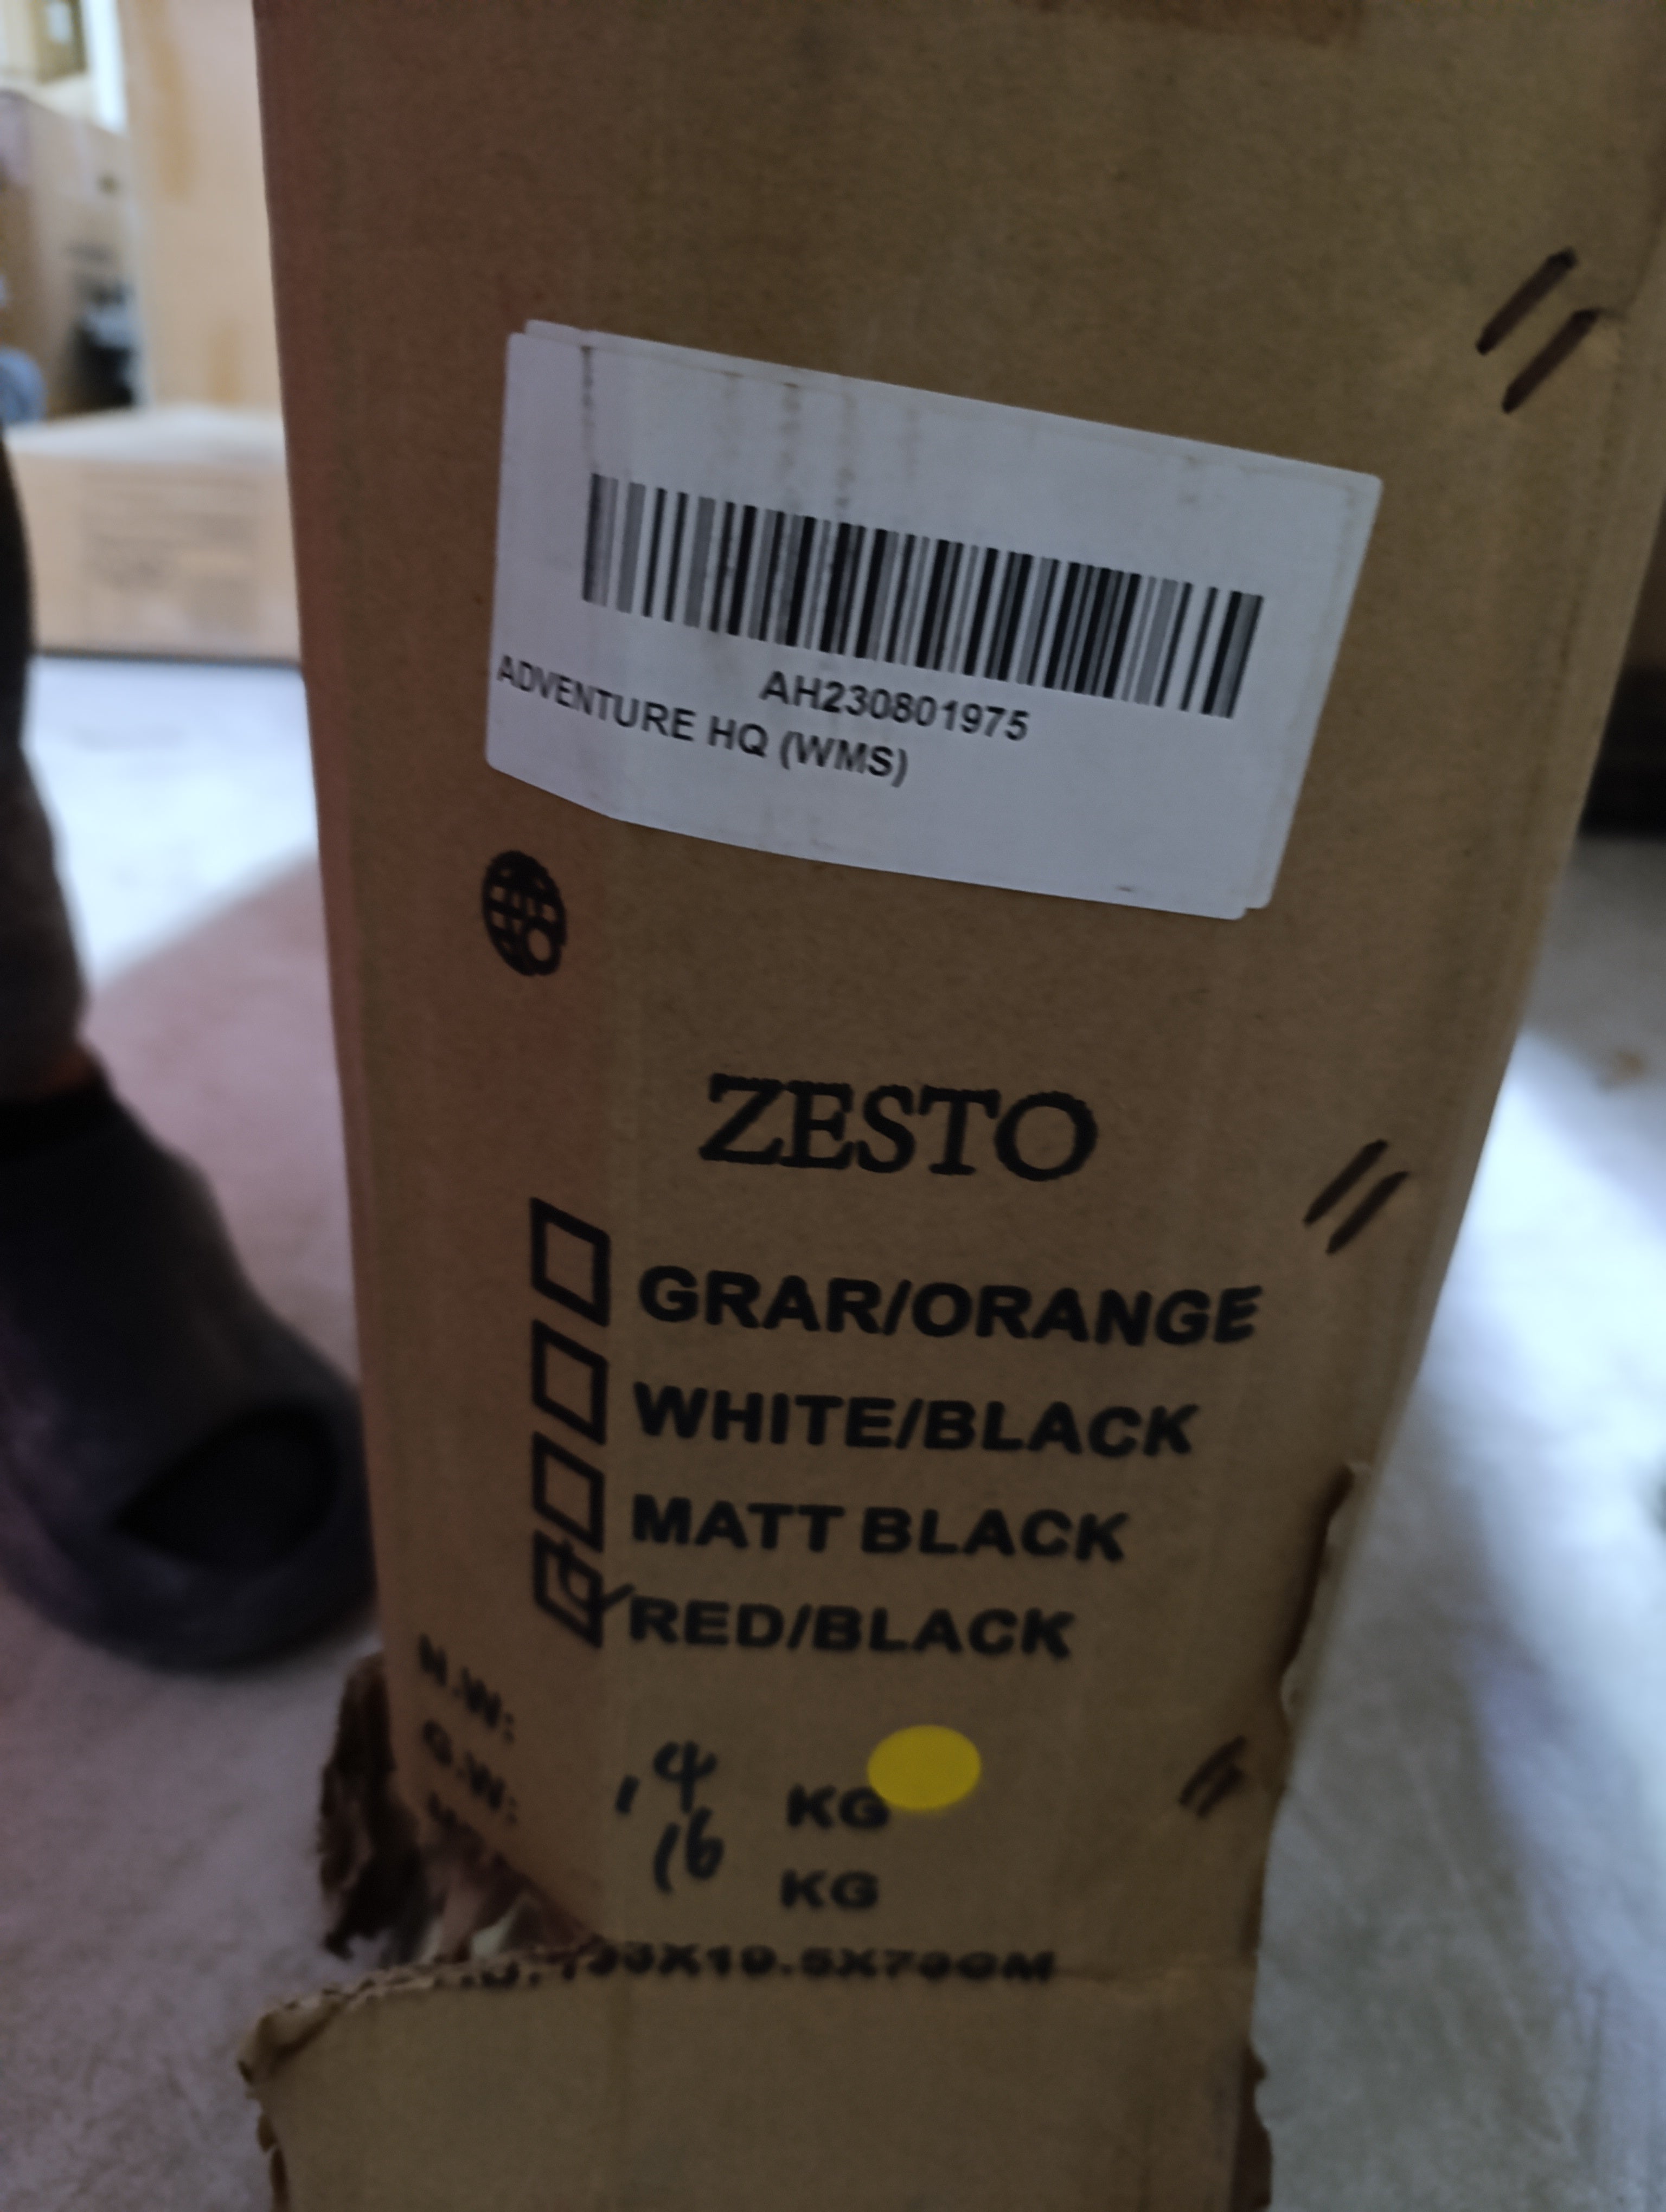 AH230801975
ADVENTURE HQ (WMS)
ZESTO
GRAR/ORANGE
WHITE/BLACK
MATT BLACK
RED/BLACK
N.W: 14 KG
G.W: 16 KG